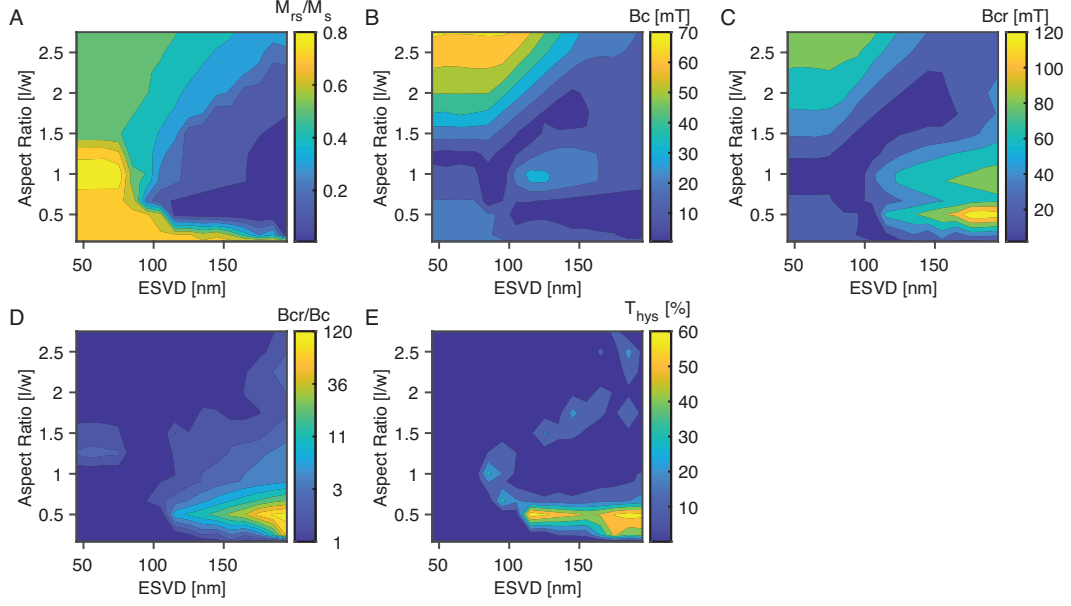 A
M_rs/M_s
0.8
0.6
0.4
0.2
2.5
2
1.5
1
0.5
Aspect Ratio [l/w]
50 100 150
ESVD [nm]
B
Bc [mT]
70
60
50
40
30
20
10
2.5
2
1.5
1
0.5
Aspect Ratio [l/w]
50 100 150
ESVD [nm]
C
Bcr [mT]
120
100
80
60
40
20
2.5
2
1.5
1
0.5
Aspect Ratio [l/w]
50 100 150
ESVD [nm]
D
Bcr/Bc
120
36
11
3
1
2.5
2
1.5
1
0.5
Aspect Ratio [l/w]
50 100 150
ESVD [nm]
E
T_hys [%]
60
50
40
30
20
10
2.5
2
1.5
1
0.5
Aspect Ratio [l/w]
50 100 150
ESVD [nm]